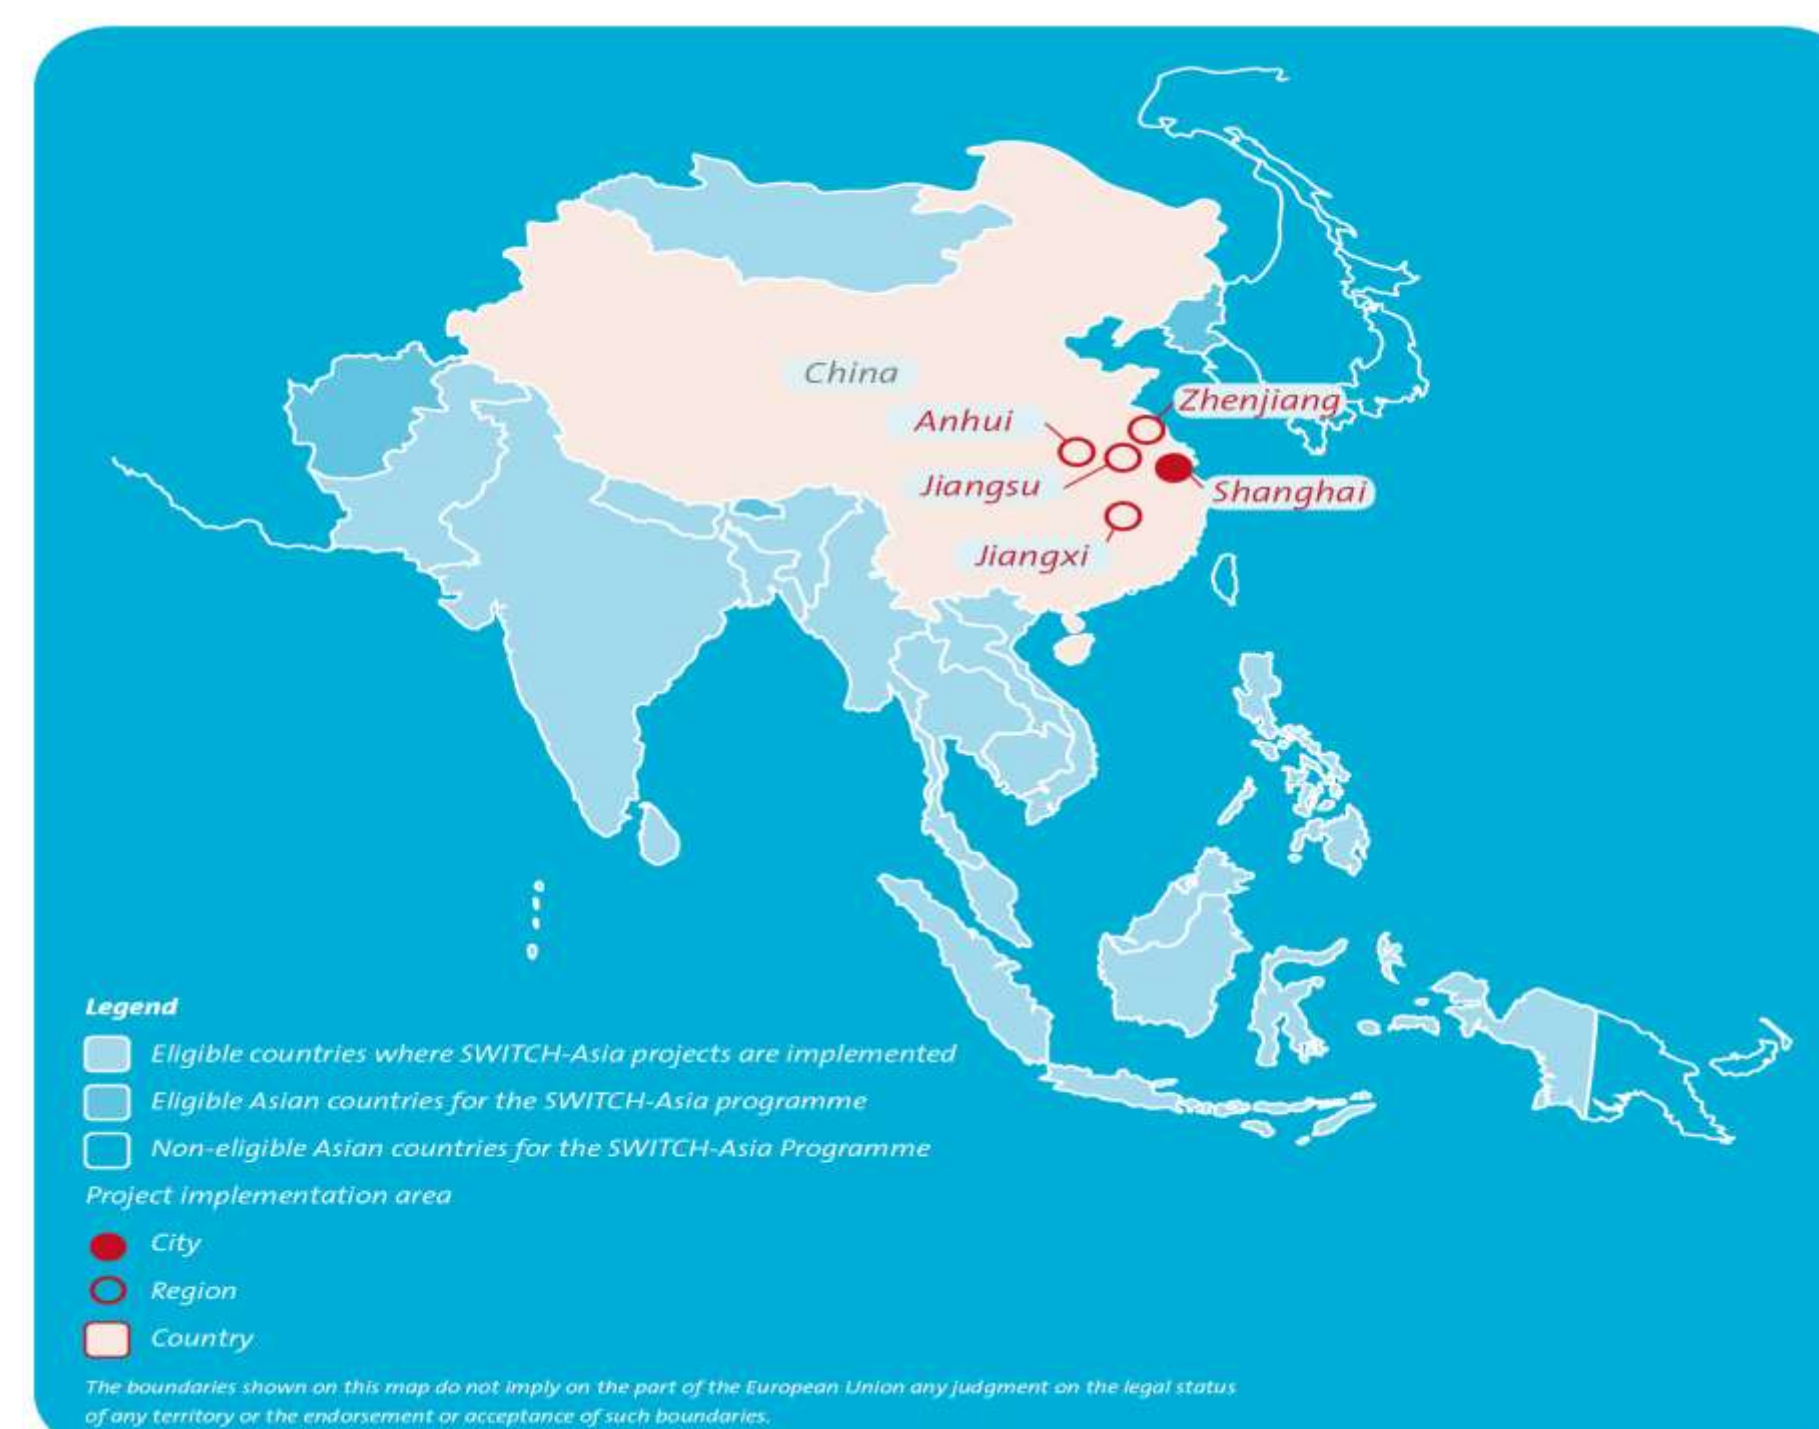 China
Zhenjiang
Anhui
Jiangsu
Shanghai
Jiangxi
Legend
Eligible countries where SWITCH-Asia projects are implemented
Eligible Asian countries for the SWITCH-Asia programme
Non-eligible Asian countries for the SWITCH-Asia Programme
Project implementation area
City
Region
Country
The boundaries shown on this map do not imply on the part of the European Union any judgment on the legal status
of any territory or the endorsement or acceptance of such boundaries.